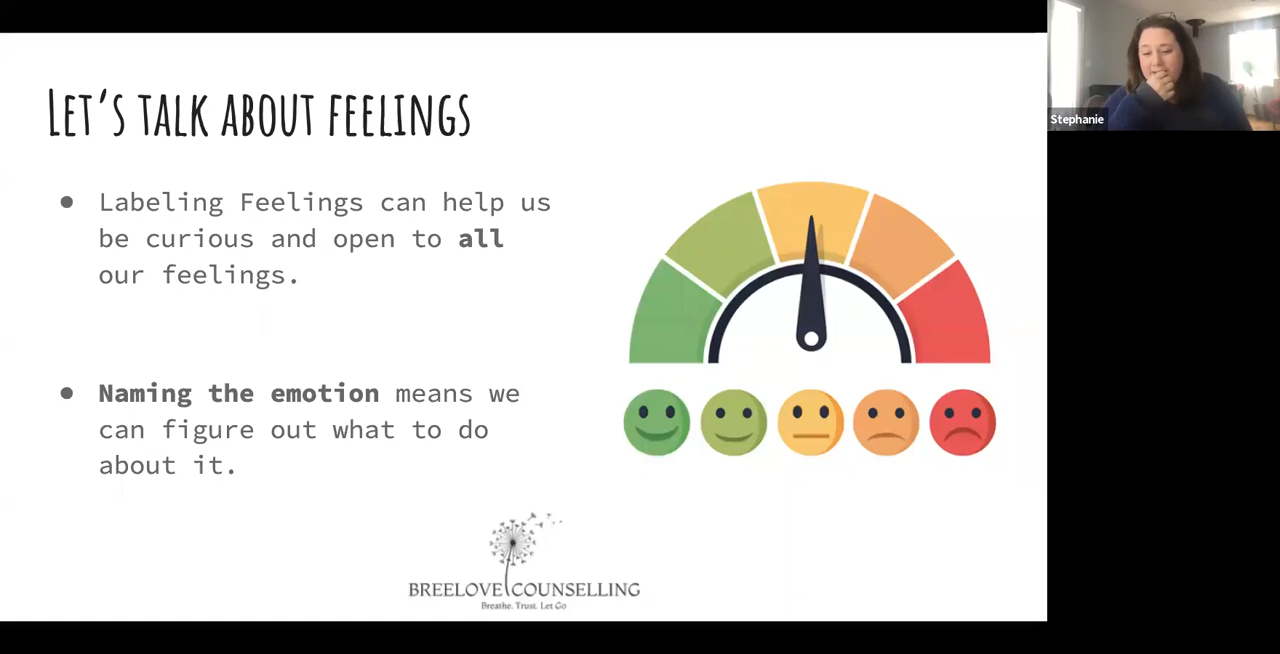 Let's talk about feelings
● Labeling Feelings can help us
be curious and open to all
our feelings.
● Naming the emotion means we
can figure out what to do
about it.
BREELOVE COUNSELLING
Breathe. Trust. Let Go
Stephanie